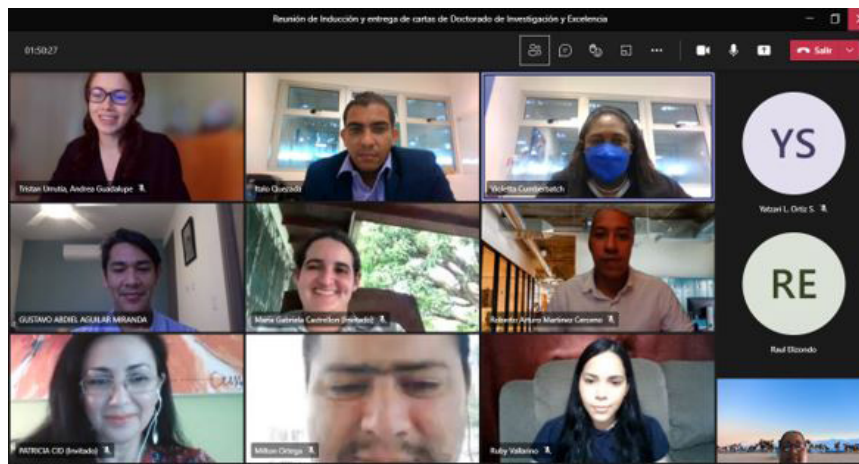 Reunión de Inducción y entrega de cartas de Doctorado de Investigación y Excelencia
01:50:27
Salir
Tristan Urrutia, Andrea Guadalupe
Italo Quezada
Violetta Cumberbatch
YS
Yatzari L. Ortiz S.
GUSTAVO ABDIEL AGUILAR MIRANDA
Maria Gabriela Castrellon (Invitado)
Roberto Arturo Martinez Cerceno
RE
Raul Elizondo
PATRICIA CID (Invitado)
Milton Ortega
Ruby Vallarino